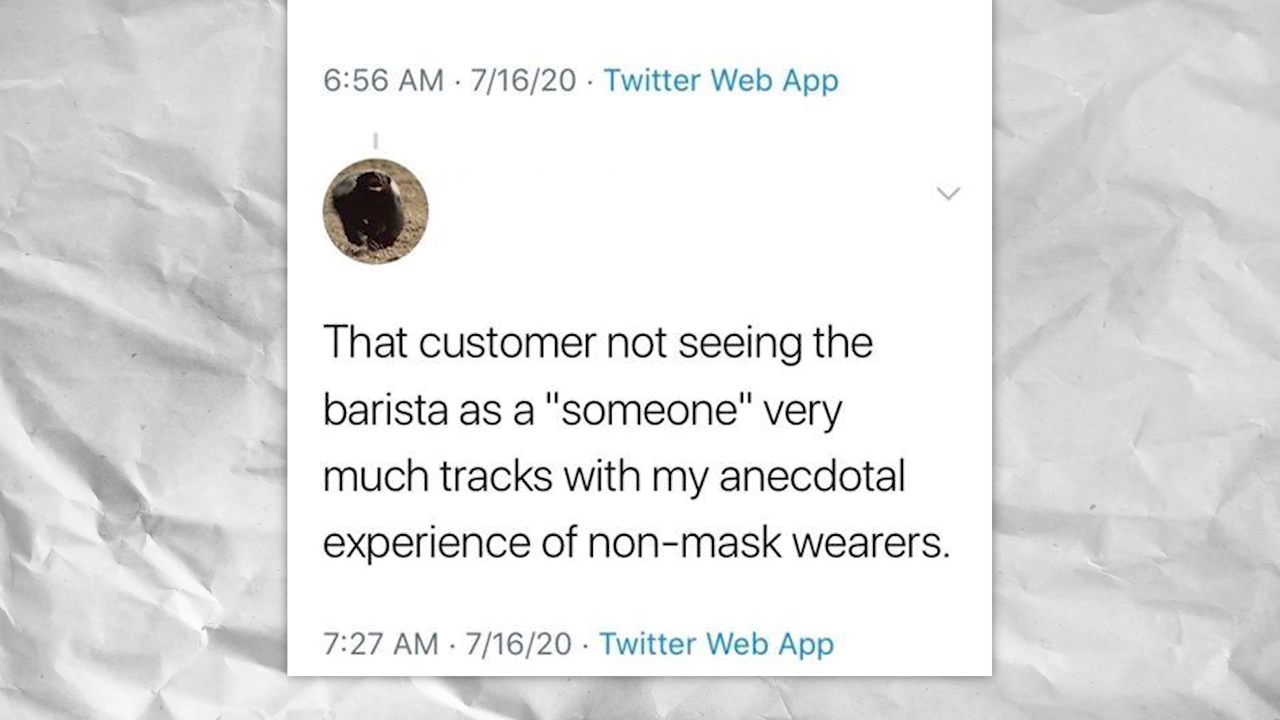 6:56 AM · 7/16/20 · Twitter Web App
That customer not seeing the
barista as a "someone" very
much tracks with my anecdotal
experience of non-mask wearers.
7:27 AM · 7/16/20 · Twitter Web App